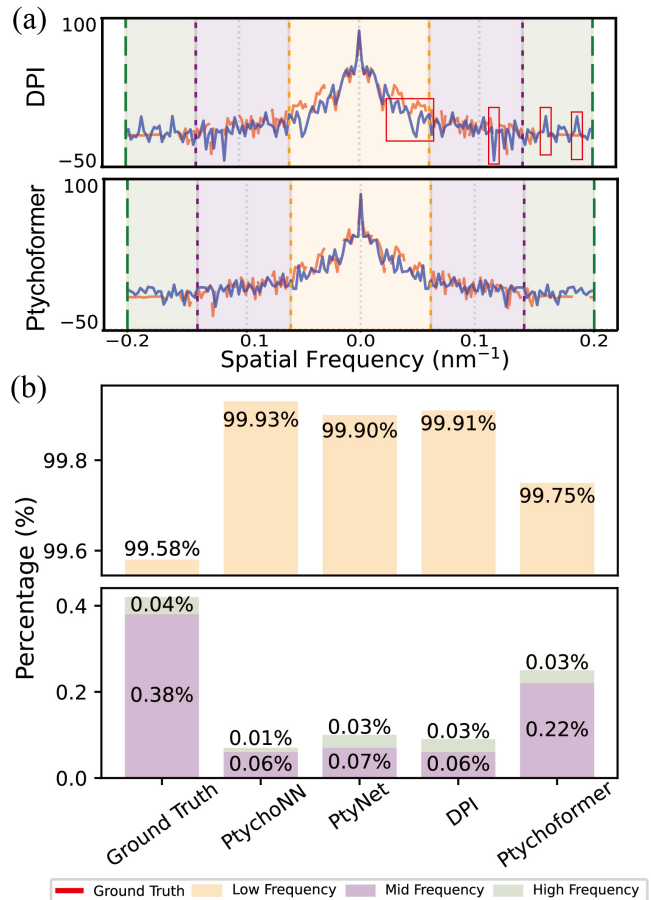 (a)
100
DPI
−50
100
Ptychoformer
−50
−0.2
0.1
0.0
0.1
0.2
Spatial Frequency (nm⁻¹)
(b)
Percentage (%)
99.8
99.6
99.58%
99.93%
99.90%
99.91%
99.75%
0.4
0.2
0.0
0.04%
0.38%
0.01%
0.06%
0.03%
0.07%
0.03%
0.06%
0.03%
0.22%
Ground Truth
PtychoNN
PtyNet
DPI
Ptychoformer
Ground Truth Low Frequency Mid Frequency High Frequency